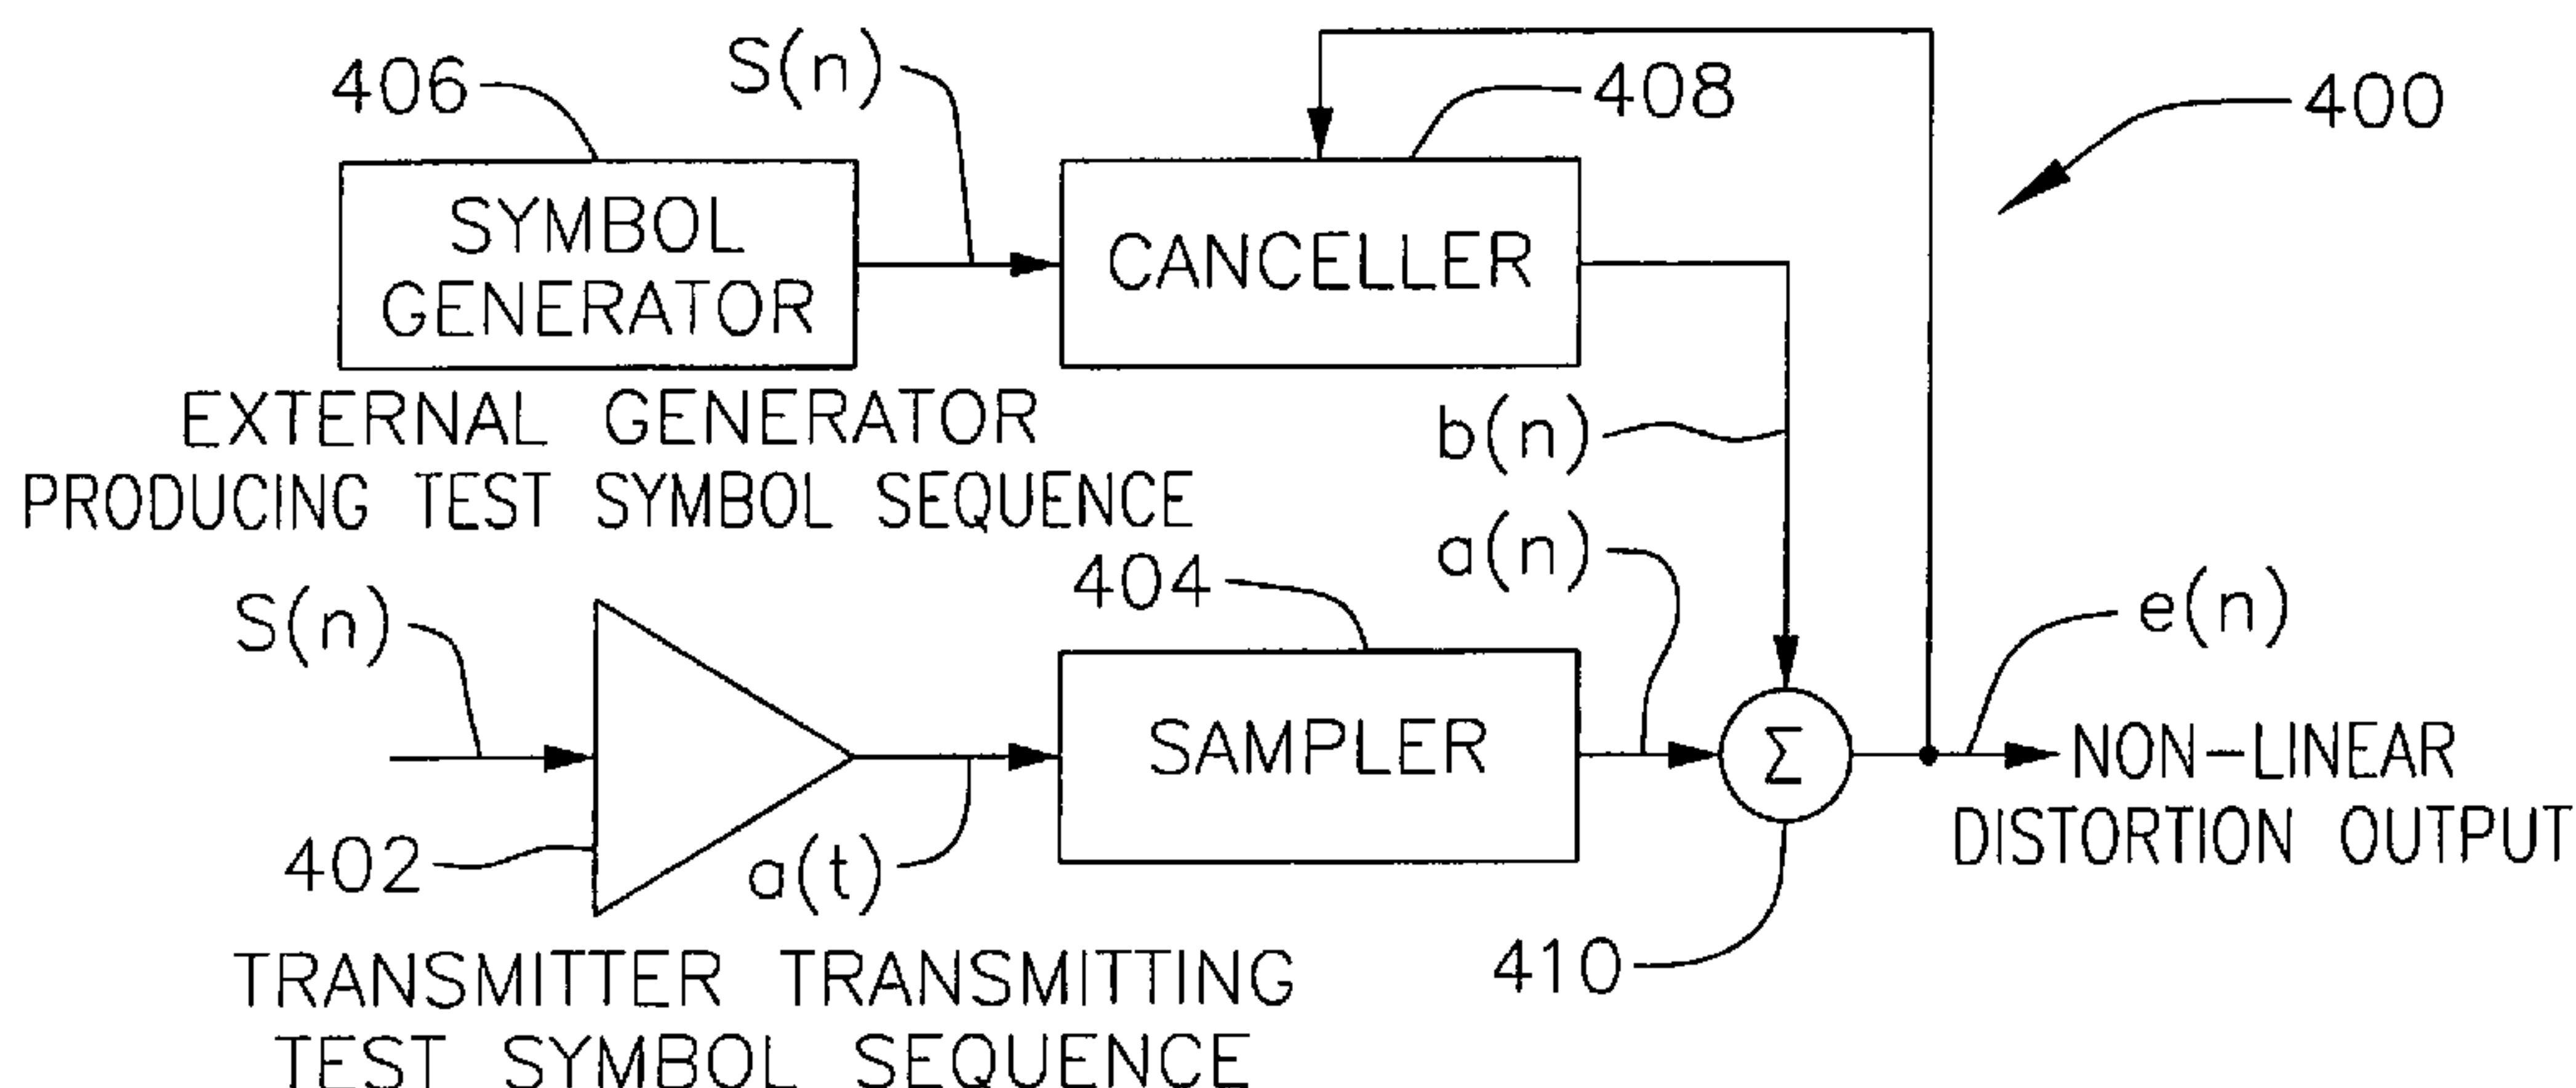 S(n)
406
408
400
SYMBOL
GENERATOR
CANCELLER
EXTERNAL GENERATOR
PRODUCING TEST SYMBOL SEQUENCE
b(n)
a(n)
404
S(n)
e(n)
SAMPLER
Σ
NON-LINEAR
DISTORTION OUTPUT
402
a(t)
410
TRANSMITTER TRANSMITTING
TEST SYMBOL SEQUENCE